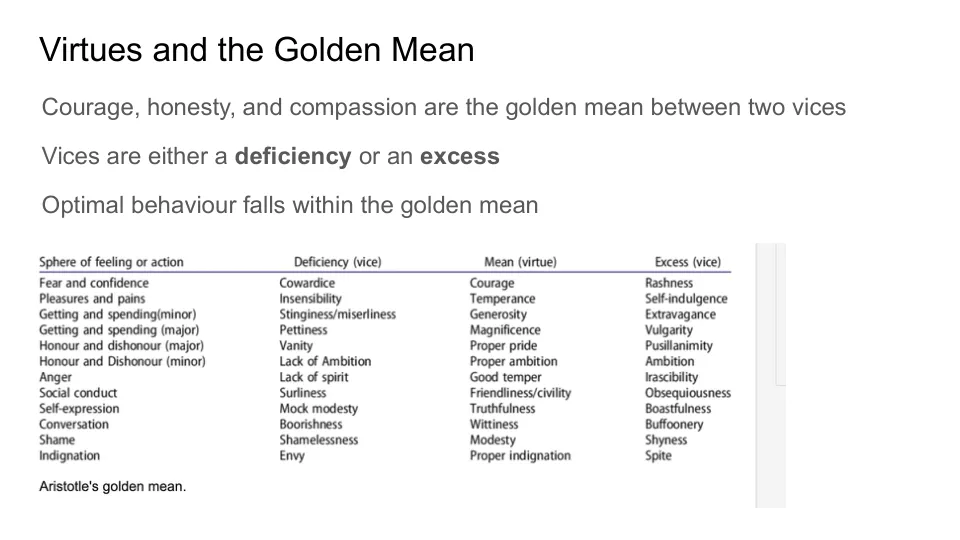 Virtues and the Golden Mean
Courage, honesty, and compassion are the golden mean between two vices
Vices are either a deficiency or an excess
Optimal behaviour falls within the golden mean
Sphere of feeling or action Deficiency (vice) Mean (virtue) Excess (vice)
Fear and confidence Cowardice Courage Rashness
Pleasures and pains Insensibility Temperance Self-indulgence
Getting and spending(minor) Stinginess/miserliness Generosity Extravagance
Getting and spending (major) Pettiness Magnificence Vulgarity
Honour and dishonour (major) Vanity Proper pride Pusillanimity
Honour and Dishonour (minor) Lack of Ambition Proper ambition Ambition
Anger Lack of spirit Good temper Irascibility
Social conduct Surliness Friendliness/civility Obsequiousness
Self-expression Mock modesty Truthfulness Boastfulness
Conversation Boorishness Wittiness Buffoonery
Shame Shamelessness Modesty Shyness
Indignation Envy Proper indignation Spite
Aristotle's golden mean.